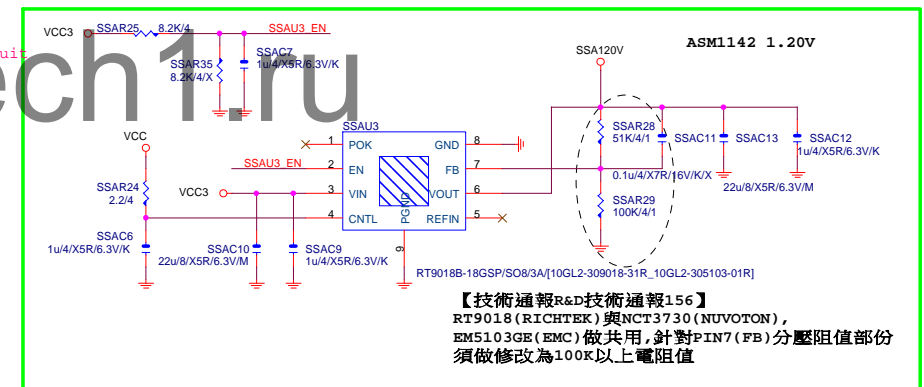 VCC3
SSAR25
8.2K/4
SSAU3_EN
uit
SSAR35
8.2K/4/X
SSAC7
1u/4/X5R/6.3V/K
ech1.ru
ASM1142 1.20V
SSA120V
VCC
SSAU3
1 POK
GND 8
SSAR28
51K/4/1
SSAC11
SSAC13
SSAC12
1u/4/X5R/6.3V/K
SSAU3_EN
2 EN
FB 7
0.1u/4/X7R/16V/K/X
SSAR24
2.2/4
VCC3
3 VIN
VOUT 6
22u/8/X5R/6.3V/M
4 CNTL
PGND
REFIN 5
SSAR29
100K/4/1
SSAC6
1u/4/X5R/6.3V/K
SSAC10
22u/8/X5R/6.3V/M
SSAC9
1u/4/X5R/6.3V/K
9
RT9018B-18GSP/SO8/3A/[10GL2-309018-31R_10GL2-305103-01R]
【技術通報R&D技術通報156】
RT9018(RICHTEK)與NCT3730(NUVOTON),
EM5103GE(EMC)做共用,針對PIN7(FB)分壓阻值部份
須做修改為100K以上電阻值